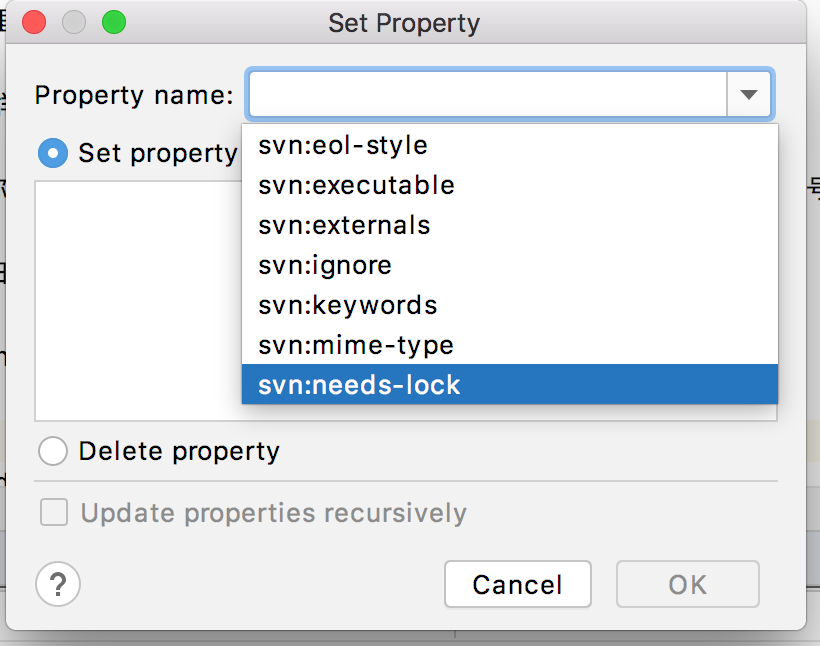 Set Property
Property name:
Set property
svn:eol-style
svn:executable
svn:externals
svn:ignore
svn:keywords
svn:mime-type
svn:needs-lock
Delete property
Update properties recursively
?
Cancel
OK